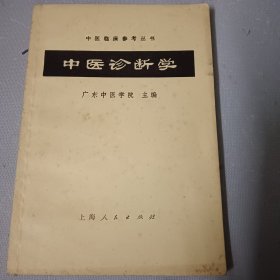 中医临床参考丛书
中医诊断学
广东中医学院 主编
上海人民出版社